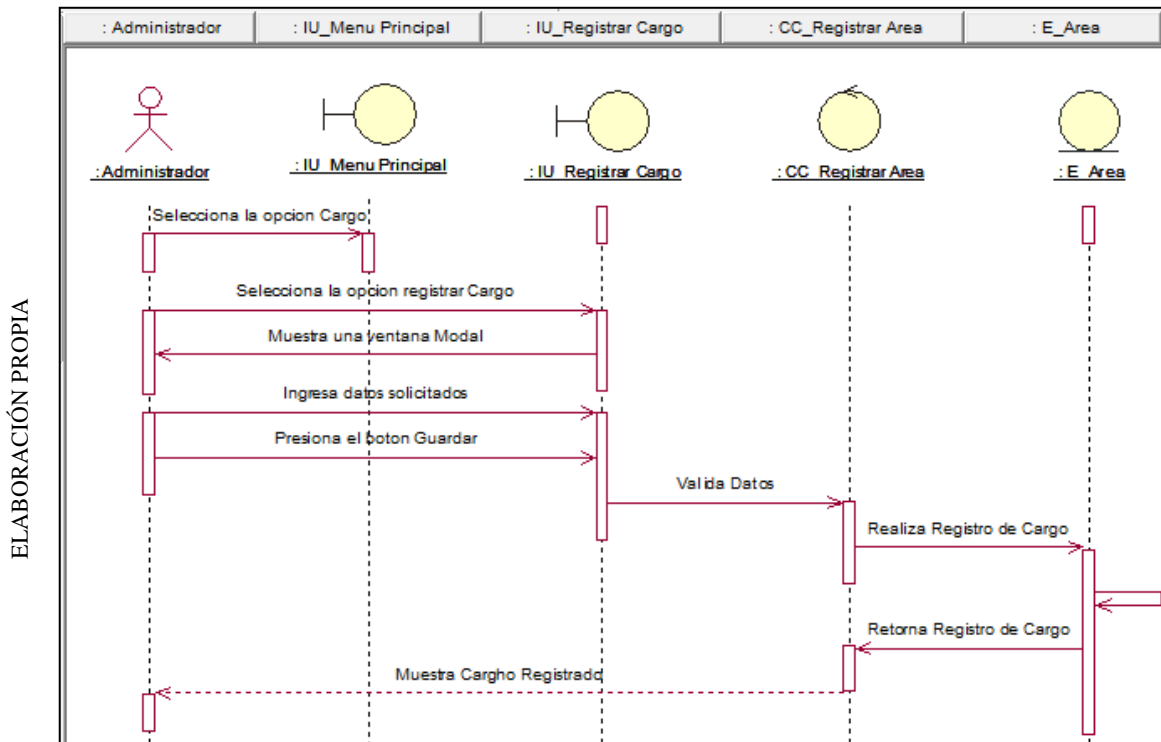 : Administrador
: IU_Menu Principal
: IU_Registrar Cargo
: CC_Registrar Area
: E_Area
: Administrador
: IU_Menu Principal
: IU_Registrar Cargo
: CC_Registrar Area
: E_Area
Selecciona la opcion Cargo
Selecciona la opcion registrar Cargo
Muestra una ventana Modal
Ingresa datos solicitados
Presiona el boton Guardar
Valida Datos
Realiza Registro de Cargo
Retorna Registro de Cargo
Muestra Cargho Registrado
ELABORACIÓN PROPIA